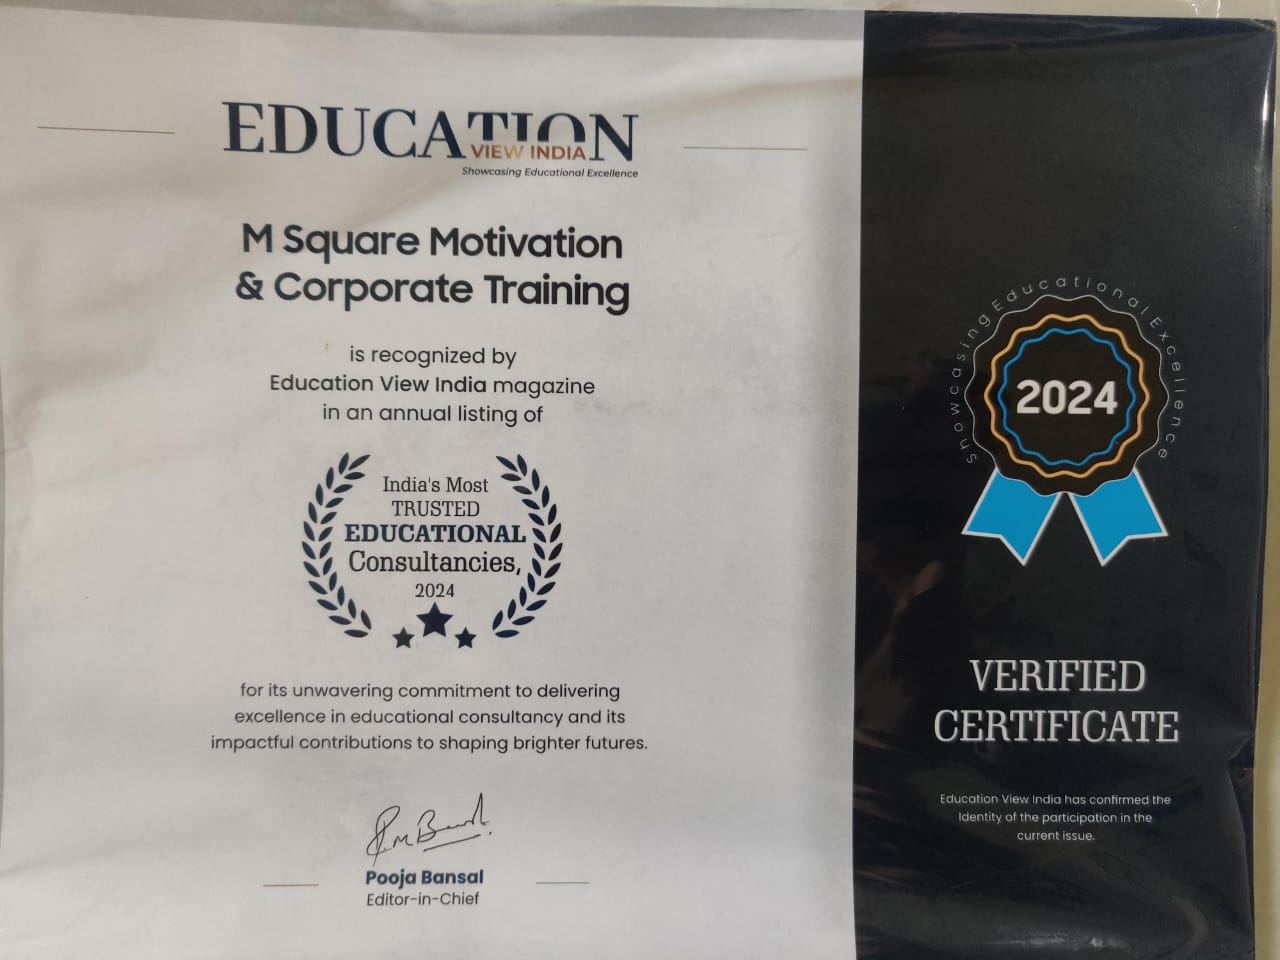 EDUCATION
VIEW INDIA
Showcasing Educational Excellence
M Square Motivation
& Corporate Training
is recognized by
Education View India magazine
in an annual listing of
India's Most
TRUSTED
EDUCATIONAL
Consultancies,
2024
for its unwavering commitment to delivering
excellence in educational consultancy and its
impactful contributions to shaping brighter futures.
Pooja Bansal
Editor-in-Chief
Showcasing Educational Excellence
2024
VERIFIED
CERTIFICATE
Education View India has confirmed the
Identity of the participation in the
current issue.